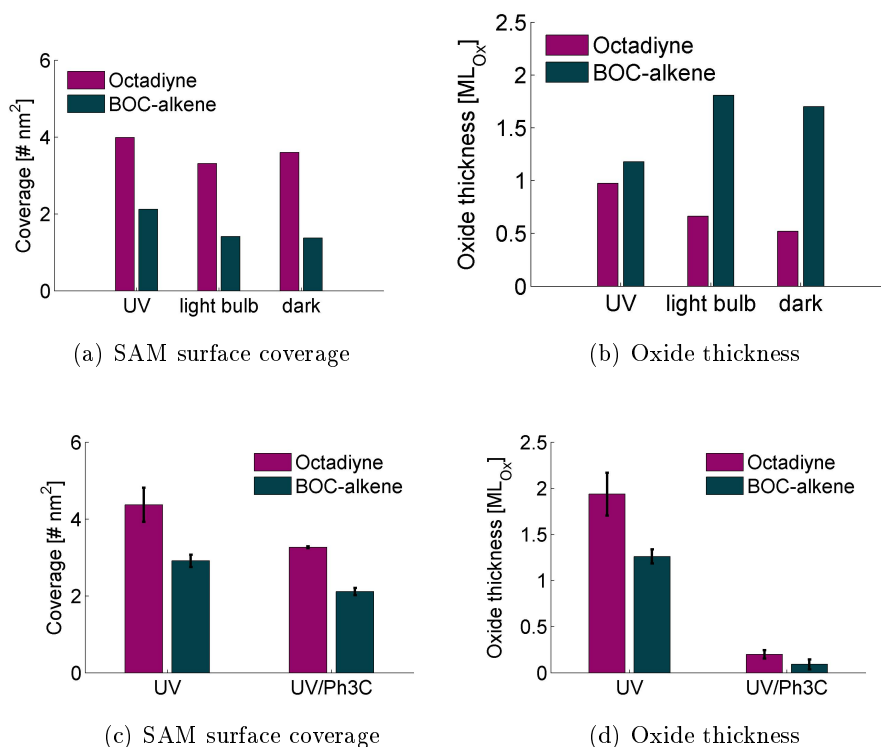 6
4
2
0
Coverage [# nm²]
Octadiyne
BOC-alkene
UV light bulb dark
(a) SAM surface coverage
2.5
2
1.5
1
0.5
0
Oxide thickness [ML_Ox]
Octadiyne
BOC-alkene
UV light bulb dark
(b) Oxide thickness
6
4
2
0
Coverage [# nm²]
Octadiyne
BOC-alkene
UV UV/Ph3C
(c) SAM surface coverage
2.5
2
1.5
1
0.5
0
Oxide thickness [ML_Ox]
Octadiyne
BOC-alkene
UV UV/Ph3C
(d) Oxide thickness